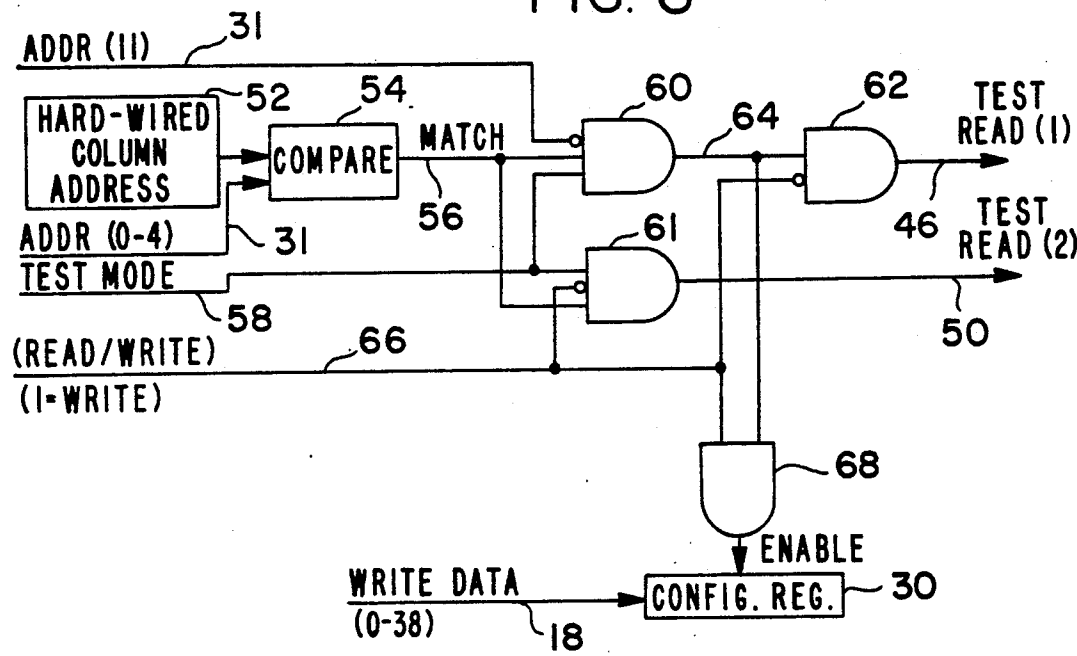 FIG. 6
ADDR (11)
31
HARD-WIRED
COLUMN
ADDRESS
52
54
COMPARE
MATCH
56
60
64
62
TEST
READ (1)
46
ADDR (0-4)
31
TEST MODE
58
61
TEST
READ (2)
50
(READ/WRITE)
66
(1=WRITE)
68
ENABLE
WRITE DATA
(0-38)
18
CONFIG. REG.
30